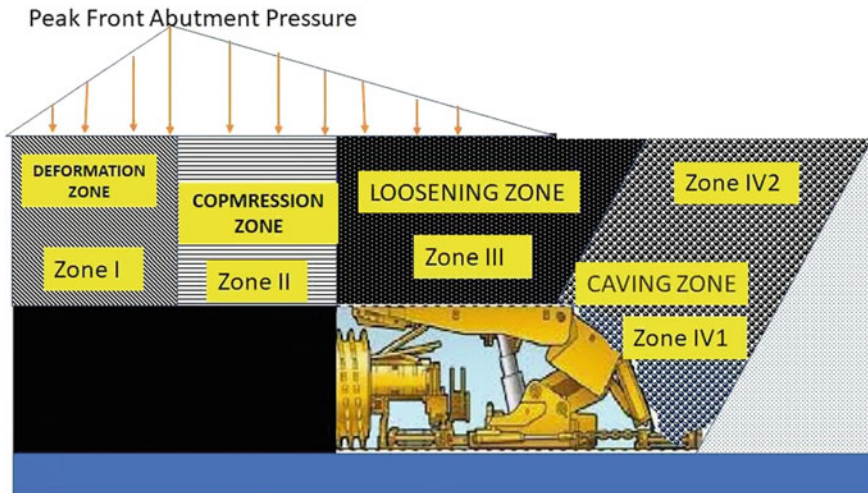 Peak Front Abutment Pressure
DEFORMATION
ZONE
Zone I
COPMRESSION
ZONE
Zone II
LOOSENING ZONE
Zone III
Zone IV2
CAVING ZONE
Zone IV1